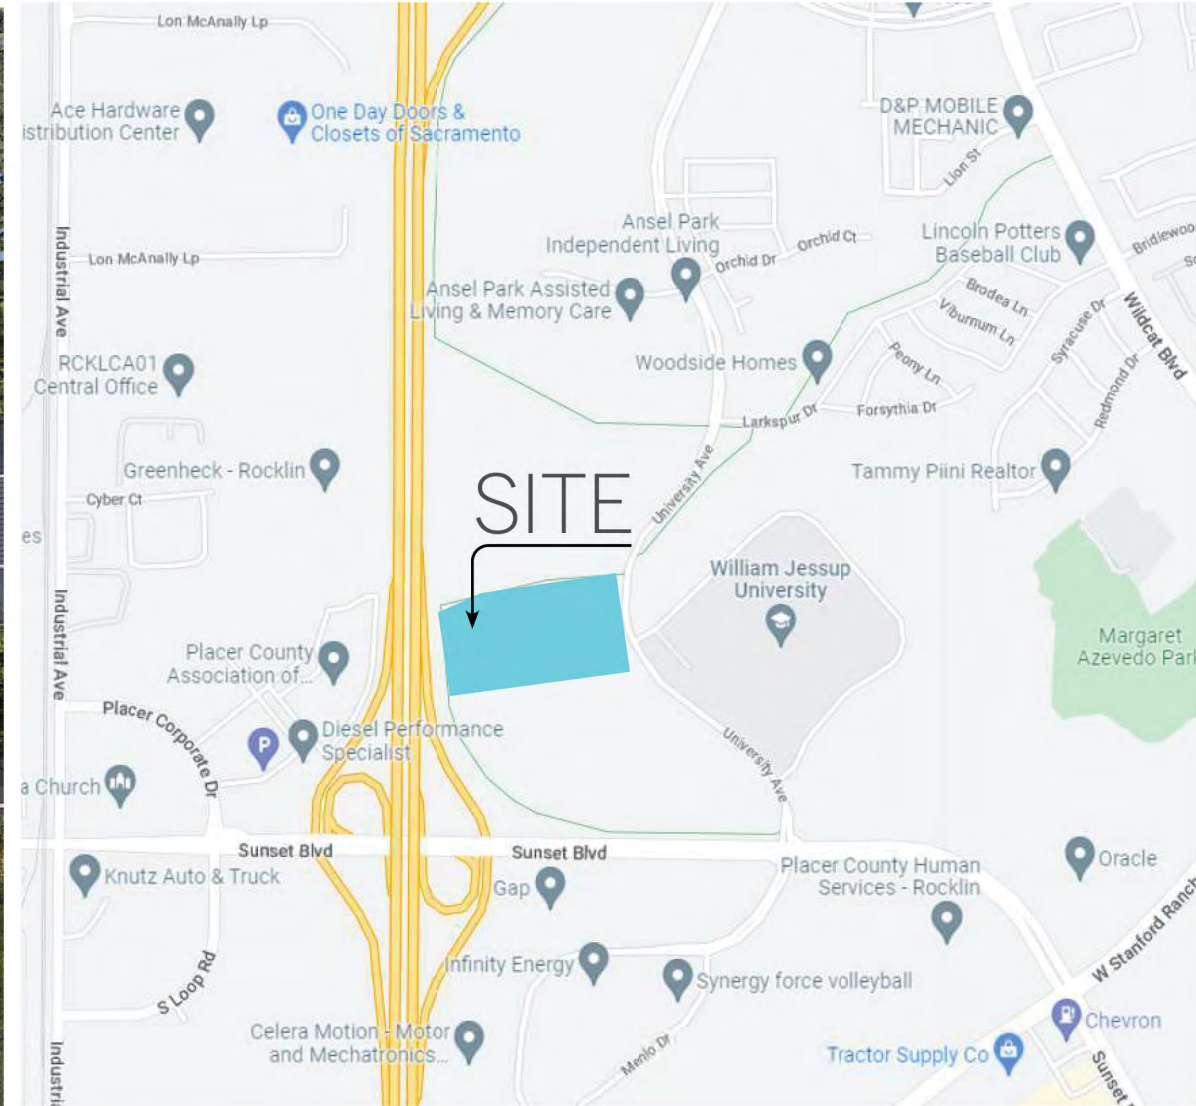 Lon McAnally Lp
Ace Hardware
istribution Center
One Day Doors &
Closets of Sacramento
D&P MOBILE
MECHANIC
Lion St
Industrial Ave
Lon McAnally Lp
Ansel Park
Independent Living
Orchid Dr
Orchid Ct
Lincoln Potters
Baseball Club
Bridlewoo
Ansel Park Assisted
Living & Memory Care
Brodea Ln
Viburnum Ln
Syracuse Dr
Wildcat Blvd
RCKLCA01
Central Office
Woodside Homes
Peony Ln
Redmond Dr
Larkspur Dr
Forsythia Dr
Greenheck - Rocklin
Cyber Ct
University Ave
Tammy Piini Realtor
SITE
es
Industrial Ave
William Jessup
University
Margaret
Azevedo Park
Placer County
Association of...
Placer Corporate Dr
P
Diesel Performance
Specialist
University Ave
a Church
Sunset Blvd
Sunset Blvd
Knutz Auto & Truck
Gap
Placer County Human
Services - Rocklin
Oracle
W Stanford Ranch
Infinity Energy
Synergy force volleyball
S Loop Rd
Celera Motion - Motor
and Mechatronics...
Menlo Dr
Tractor Supply Co
Chevron
Industri
Sunset